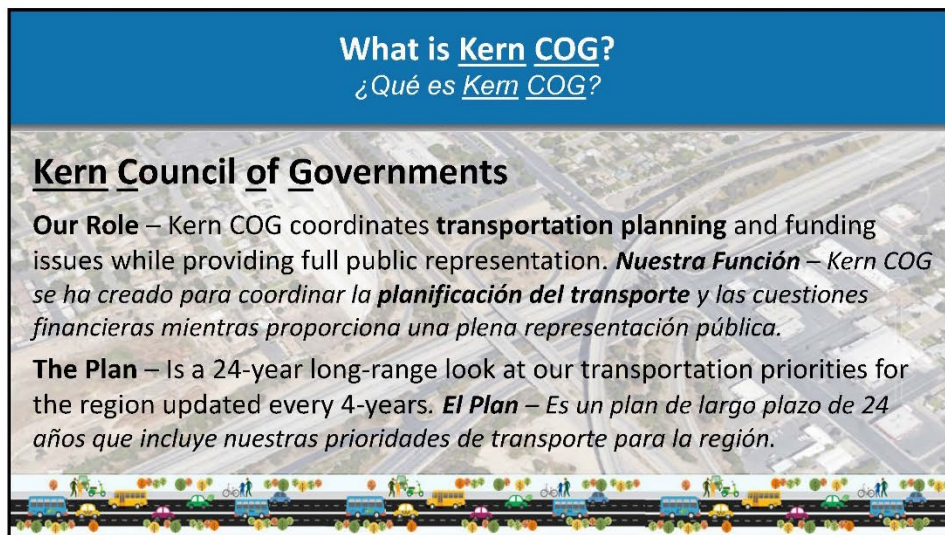 What is Kern COG?
¿Qué es Kern COG?
Kern Council of Governments
Our Role – Kern COG coordinates transportation planning and funding
issues while providing full public representation. Nuestra Función – Kern COG
se ha creado para coordinar la planificación del transporte y las cuestiones
financieras mientras proporciona una plena representación pública.
The Plan – Is a 24-year long-range look at our transportation priorities for
the region updated every 4-years. El Plan – Es un plan de largo plazo de 24
años que incluye nuestras prioridades de transporte para la región.